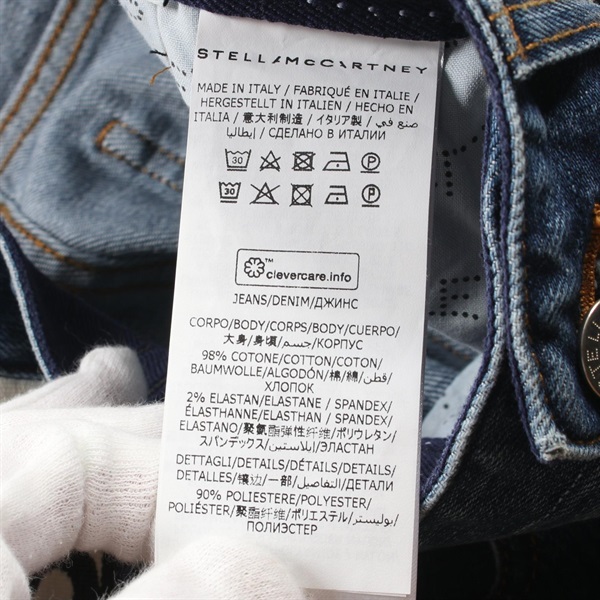 STELLA McCARTNEY
MADE IN ITALY / FABRIQUÉ EN ITALIE /
HERGESTELLT IN ITALIEN / HECHO EN
ITALIA / 意大利制造 / イタリア製 / صنع في
إيطاليا / СДЕЛАНО В ИТАЛИИ
30 P
30 P
™
clevercare.info
JEANS/DENIM/ДЖИНС
CORPO/BODY/CORPS/BODY/CUERPO/
大身/身頃/جسم/КОРПУС
98% COTONE/COTTON/COTON/
BAUMWOLLE/ALGODÓN/棉/綿/قطن/
ХЛОПОК
2% ELASTAN/ELASTANE / SPANDEX/
ÉLASTHANNE/ELASTHAN / SPANDEX/
ELASTANO/聚氨酯弹性纤维/ポリウレタン/
スパンデックス/إيلاستين/ЭЛАСТАН
DETTAGLI/DETAILS/DÉTAILS/DETAILS/
DETALLES/镶边/一部/التفاصيل/ДЕТАЛИ
90% POLIESTERE/POLYESTER/
POLIÉSTER/聚酯纤维/ポリエステル/بوليستر/
ПОЛИЭСТЕР